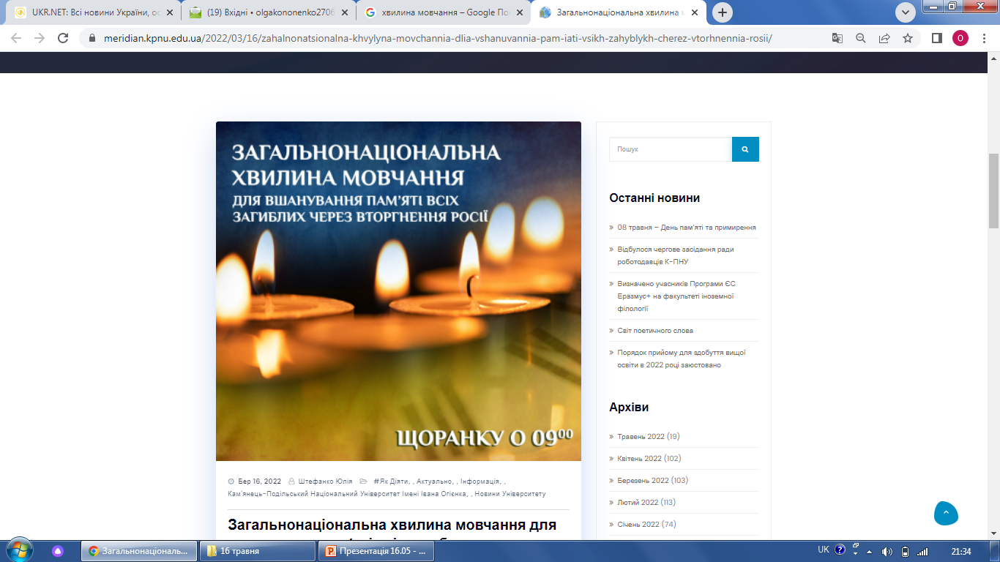 UKR.NET: Всі новини України, ос
(19) Вхідні • olgakononenko2706
хвилина мовчання – Google По
Загальнонаціональна хвилина м
meridian.kpnu.edu.ua/2022/03/16/zahalnonatsionalna-khvylyna-movchannia-dlia-vshanuvannia-pam-iati-vsikh-zahyblykh-cherez-vtorhnennia-rosii/
O
ЗАГАЛЬНОНАЦІОНАЛЬНА
ХВИЛИНА МОВЧАННЯ
ДЛЯ ВШАНУВАННЯ ПАМ'ЯТІ ВСІХ
ЗАГИБЛИХ ЧЕРЕЗ ВТОРГНЕННЯ РОСІЇ
ЩОРАНКУ О 09⁰⁰
Бер 16, 2022 Штефанко Юлія #Як Діяти, , Актуально, , Інформація, ,
Кам'янець-Подільський Національний Університет Імені Івана Огієнка, , Новини Університету
Загальнонаціональна хвилина мовчання для
Пошук
Останні новини
08 травня – День пам'яті та примирення
Відбулося чергове засідання ради
роботодавців К-ПНУ
Визначено учасників Програми ЄС
Еразмус+ на факультеті іноземної
філології
Світ поетичного слова
Порядок прийому для здобуття вищої
освіти в 2022 році заюстовано
Архіви
Травень 2022 (19)
Квітень 2022 (102)
Березень 2022 (103)
Лютий 2022 (113)
Січень 2022 (74)
Загальнонаціональ...
16 травня
Презентація 16.05 - ...
UK
21:34